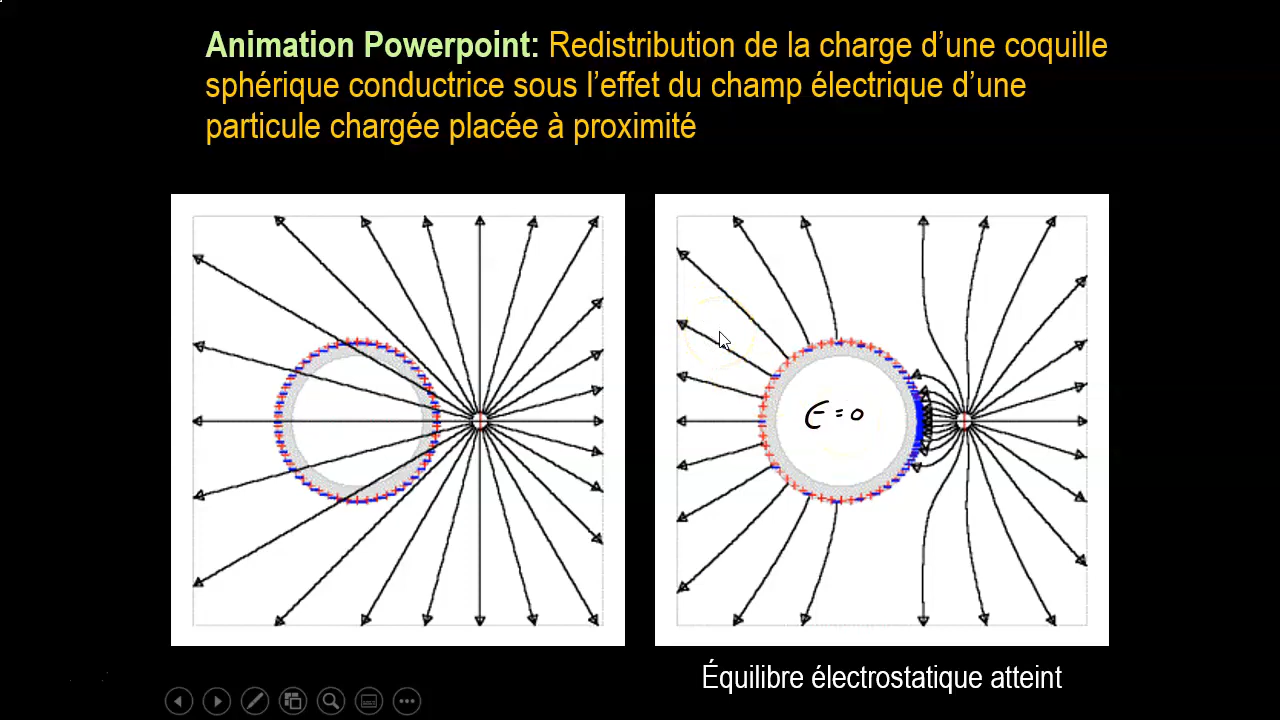 Animation Powerpoint: Redistribution de la charge d’une coquille
sphérique conductrice sous l’effet du champ électrique d’une
particule chargée placée à proximité
E = 0
Équilibre électrostatique atteint